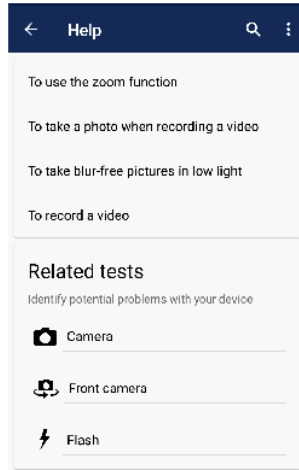 Help
To use the zoom function
To take a photo when recording a video
To take blur-free pictures in low light
To record a video
Related tests
Identify potential problems with your device
Camera
Front camera
Flash